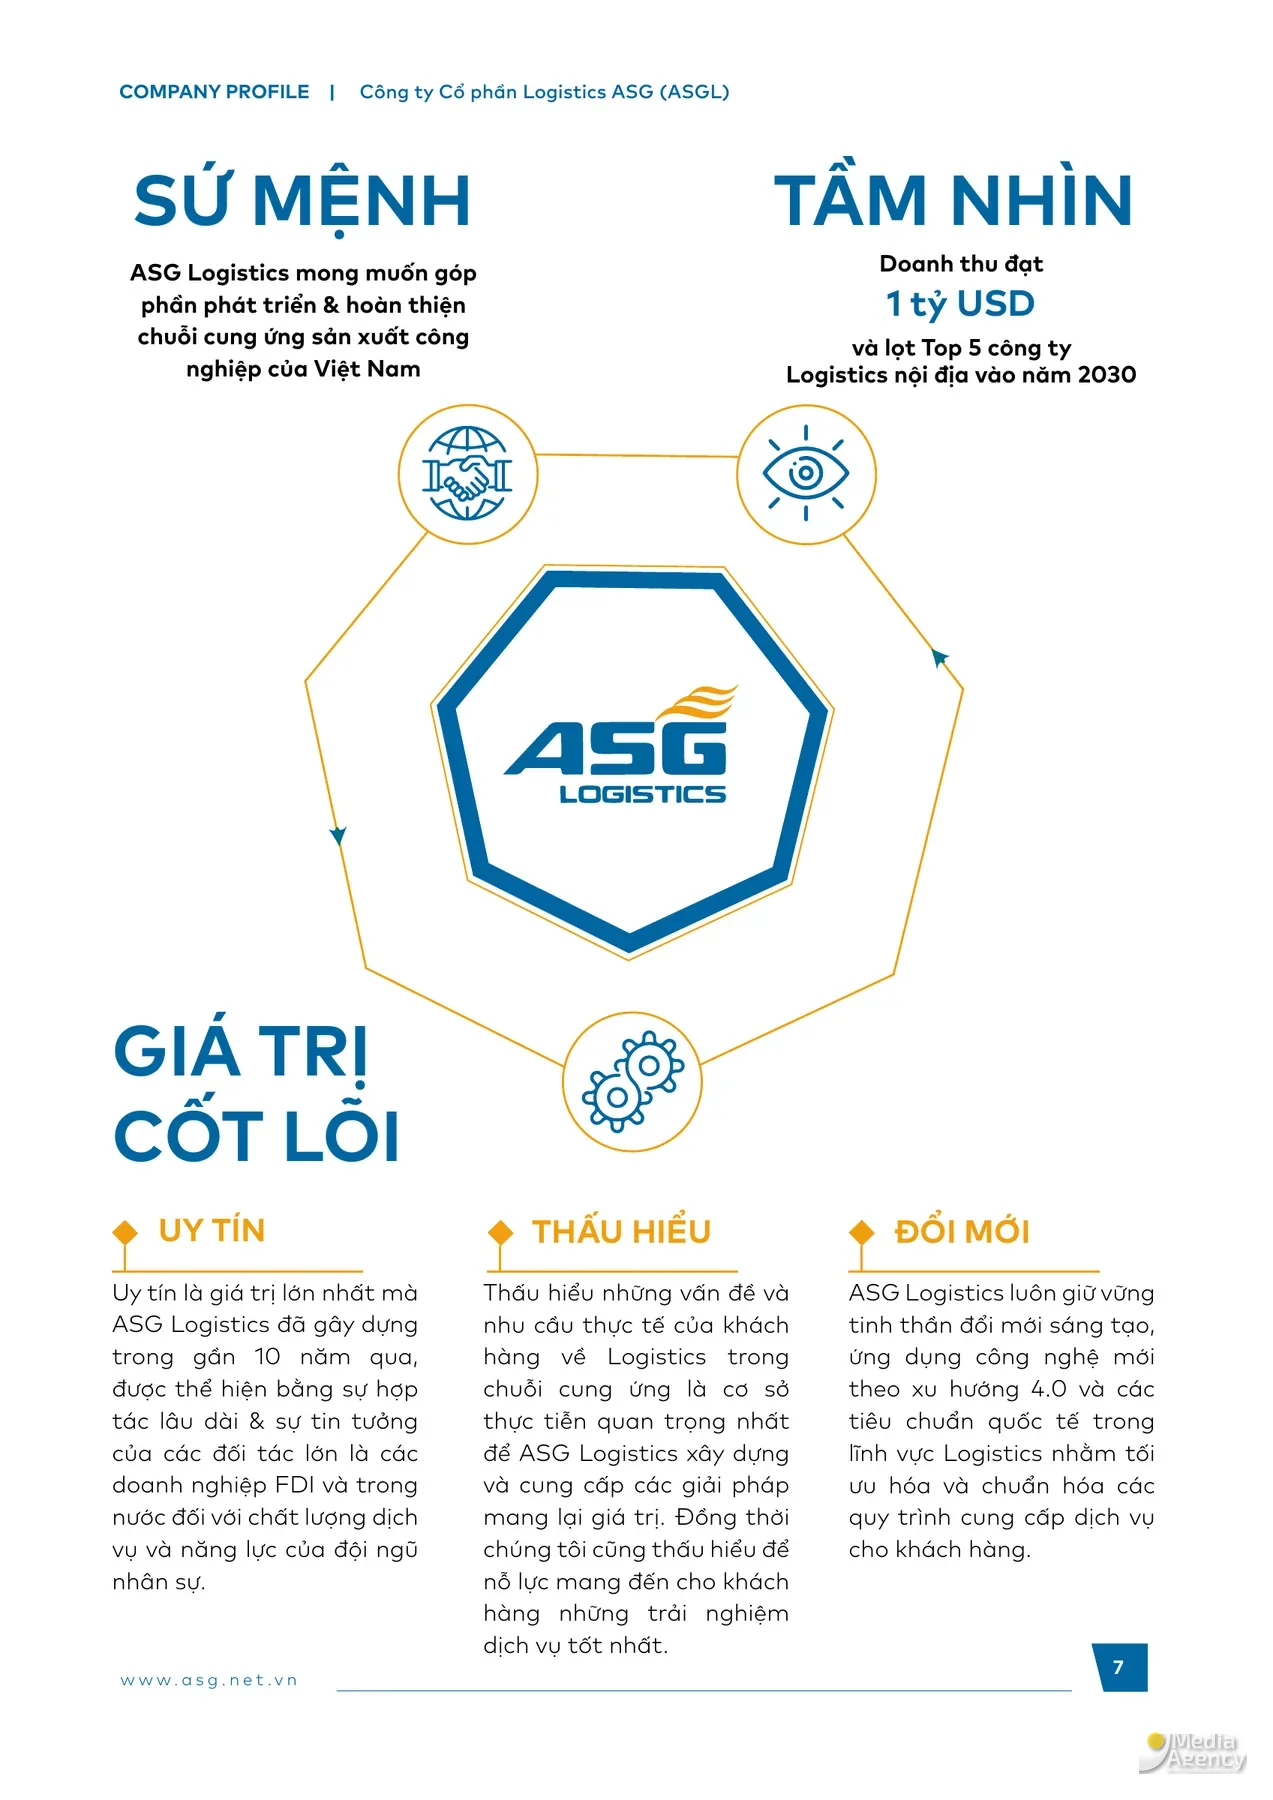 COMPANY PROFILE | Công ty Cổ phần Logistics ASG (ASGL)
SỨ MỆNH
ASG Logistics mong muốn góp
phần phát triển & hoàn thiện
chuỗi cung ứng sản xuất công
nghiệp của Việt Nam
TẦM NHÌN
Doanh thu đạt
1 tỷ USD
và lọt Top 5 công ty
Logistics nội địa vào năm 2030
ASG
LOGISTICS
GIÁ TRỊ
CỐT LÕI
UY TÍN
Uy tín là giá trị lớn nhất mà
ASG Logistics đã gây dựng
trong gần 10 năm qua,
được thể hiện bằng sự hợp
tác lâu dài & sự tin tưởng
của các đối tác lớn là các
doanh nghiệp FDI và trong
nước đối với chất lượng dịch
vụ và năng lực của đội ngũ
nhân sự.
THẤU HIỂU
Thấu hiểu những vấn đề và
nhu cầu thực tế của khách
hàng về Logistics trong
chuỗi cung ứng là cơ sở
thực tiễn quan trọng nhất
để ASG Logistics xây dựng
và cung cấp các giải pháp
mang lại giá trị. Đồng thời
chúng tôi cũng thấu hiểu để
nỗ lực mang đến cho khách
hàng những trải nghiệm
dịch vụ tốt nhất.
ĐỔI MỚI
ASG Logistics luôn giữ vững
tinh thần đổi mới sáng tạo,
ứng dụng công nghệ mới
theo xu hướng 4.0 và các
tiêu chuẩn quốc tế trong
lĩnh vực Logistics nhằm tối
ưu hóa và chuẩn hóa các
quy trình cung cấp dịch vụ
cho khách hàng.
www.asg.net.vn
7
Media
Agency